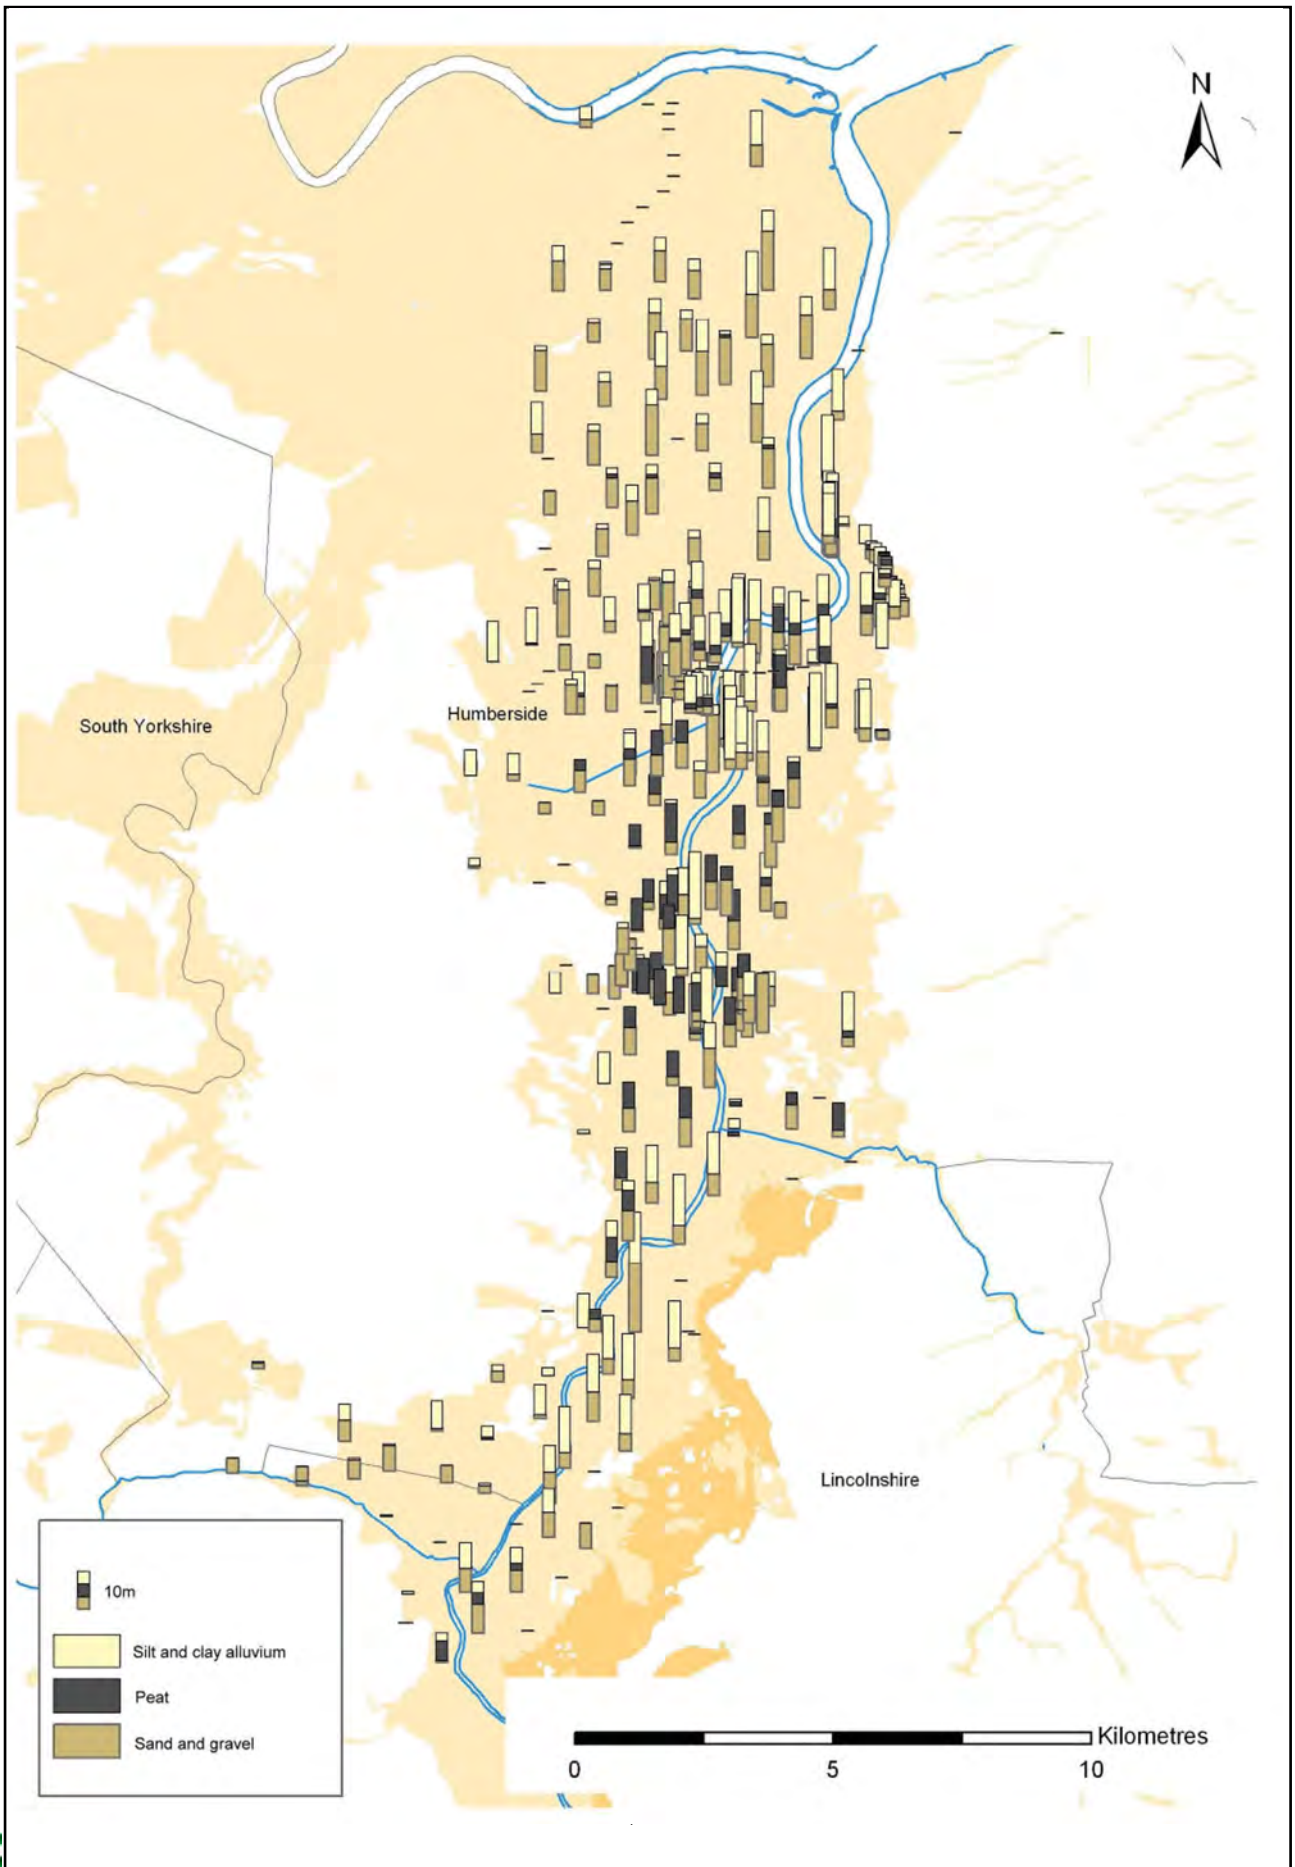 N
South Yorkshire
Humberside
Lincolnshire
10m
Silt and clay alluvium
Peat
Sand and gravel
Kilometres
0 5 10